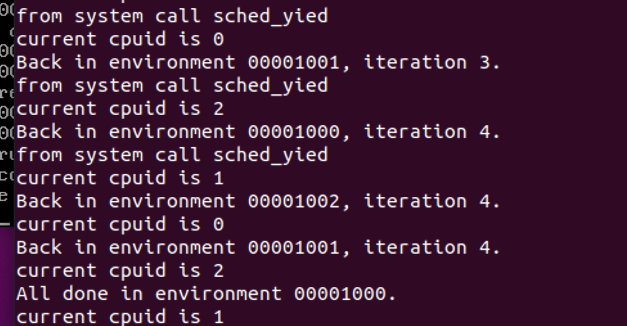 from system call sched_yied
current cpuid is 0
Back in environment 00001001, iteration 3.
from system call sched_yied
current cpuid is 2
Back in environment 00001000, iteration 4.
from system call sched_yied
current cpuid is 1
Back in environment 00001002, iteration 4.
current cpuid is 0
Back in environment 00001001, iteration 4.
current cpuid is 2
All done in environment 00001000.
current cpuid is 1